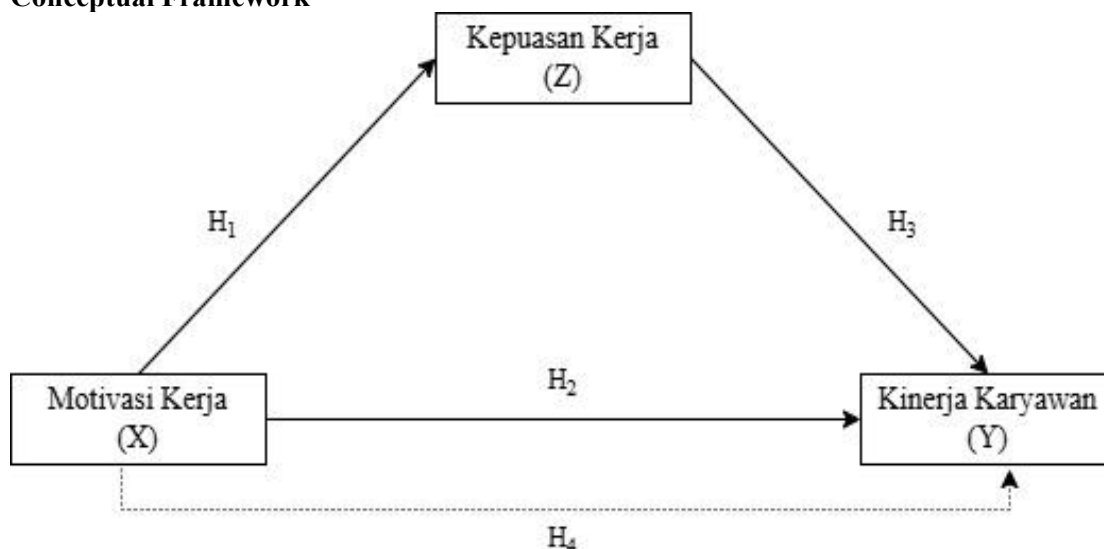 Conceptual Framework
Kepuasan Kerja
(Z)
H1
H3
Motivasi Kerja
(X)
H2
Kinerja Karyawan
(Y)
H4